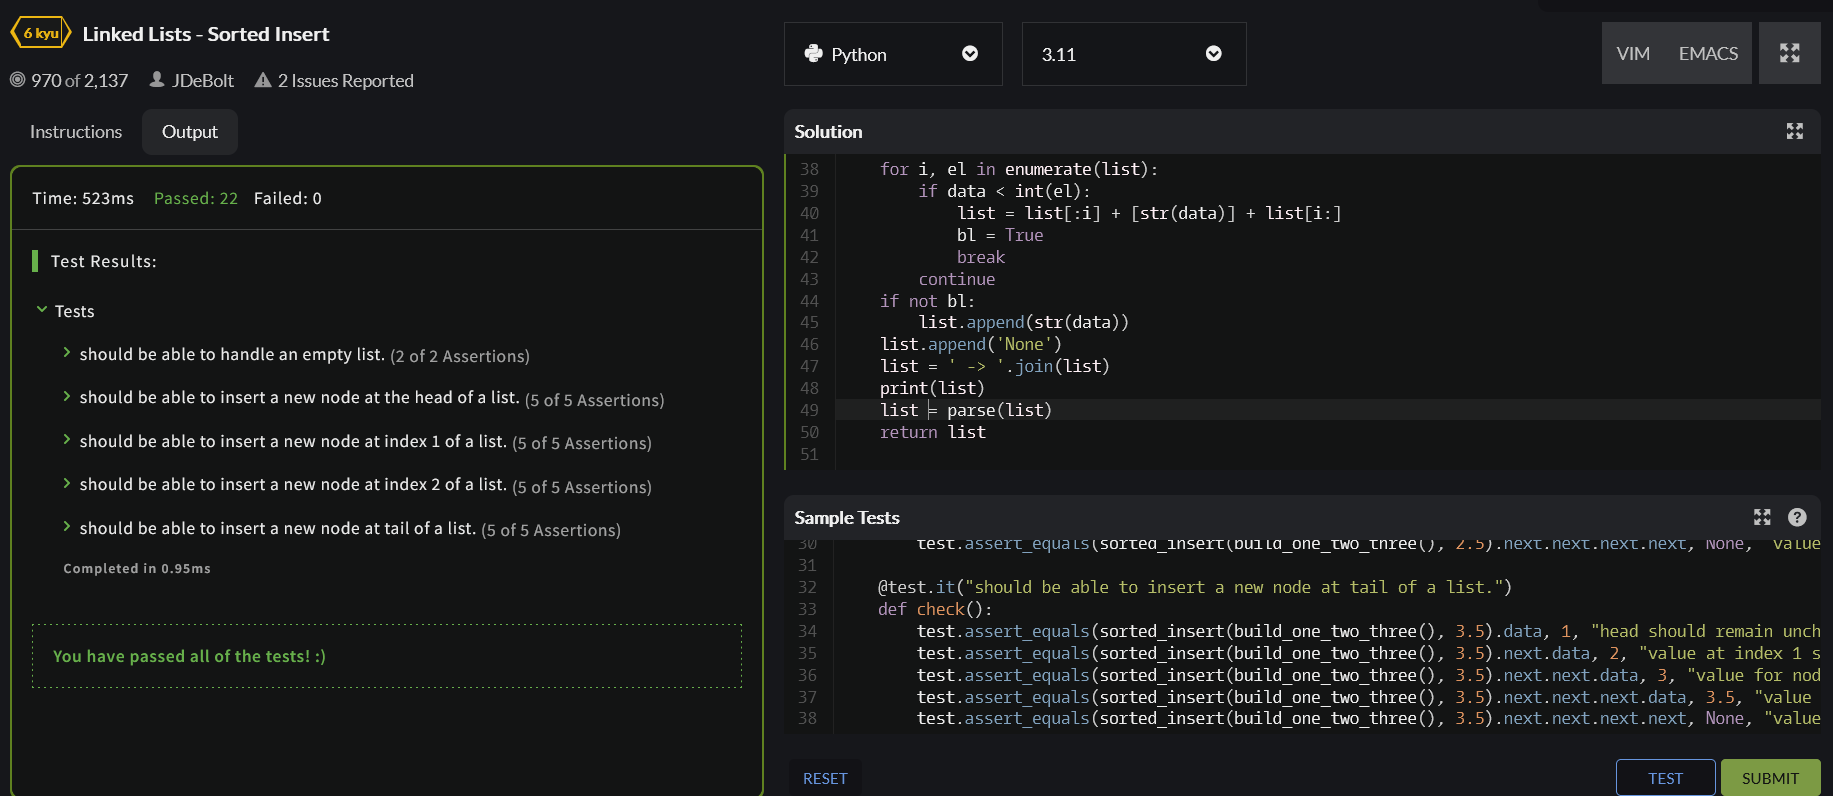 6 kyu
Linked Lists - Sorted Insert
970 of 2,137 JDeBolt 2 Issues Reported
Instructions Output
Time: 523ms Passed: 22 Failed: 0
Test Results:
Tests
should be able to handle an empty list. (2 of 2 Assertions)
should be able to insert a new node at the head of a list. (5 of 5 Assertions)
should be able to insert a new node at index 1 of a list. (5 of 5 Assertions)
should be able to insert a new node at index 2 of a list. (5 of 5 Assertions)
should be able to insert a new node at tail of a list. (5 of 5 Assertions)
Completed in 0.95ms
You have passed all of the tests! :)
Python
3.11
VIM EMACS
Solution
38 for i, el in enumerate(list):
39 if data < int(el):
40 list = list[:i] + [str(data)] + list[i:]
41 bl = True
42 break
43 continue
44 if not bl:
45 list.append(str(data))
46 list.append('None')
47 list = ' -> '.join(list)
48 print(list)
49 list = parse(list)
50 return list
51
Sample Tests
30 test.assert_equals(sorted_insert(build_one_two_three(), 2.5).next.next.next.next, None, "value
31
32 @test.it("should be able to insert a new node at tail of a list.")
33 def check():
34 test.assert_equals(sorted_insert(build_one_two_three(), 3.5).data, 1, "head should remain unch
35 test.assert_equals(sorted_insert(build_one_two_three(), 3.5).next.data, 2, "value at index 1 s
36 test.assert_equals(sorted_insert(build_one_two_three(), 3.5).next.next.data, 3, "value for nod
37 test.assert_equals(sorted_insert(build_one_two_three(), 3.5).next.next.next.data, 3.5, "value
38 test.assert_equals(sorted_insert(build_one_two_three(), 3.5).next.next.next.next, None, "value
RESET
TEST
SUBMIT